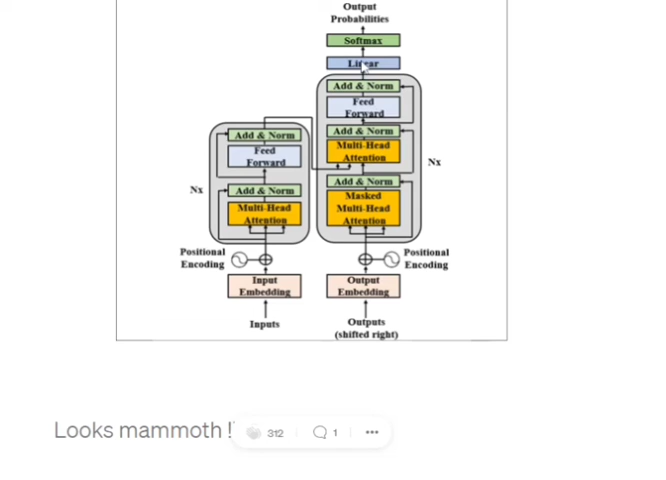 Output
Probabilities
Softmax
Linear
Add & Norm
Feed
Forward
Add & Norm
Multi-Head
Attention
Nx
Add & Norm
Masked
Multi-Head
Attention
Add & Norm
Feed
Forward
Nx
Add & Norm
Multi-Head
Attention
Positional
Encoding
Positional
Encoding
Input
Embedding
Output
Embedding
Inputs
Outputs
(shifted right)
Looks mammoth !
312
1